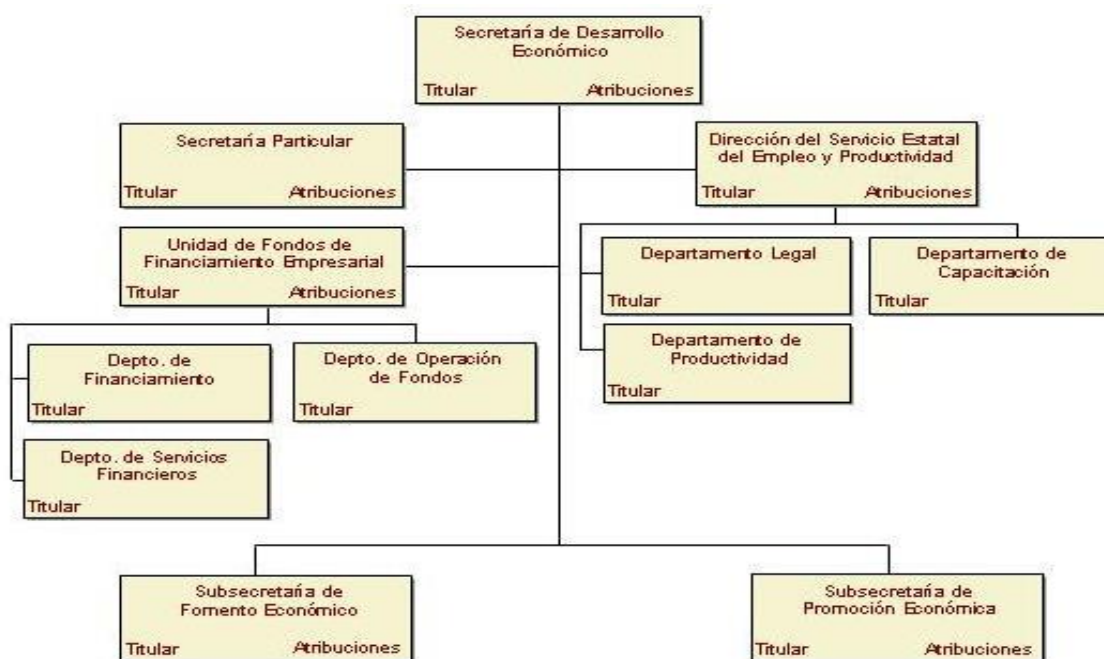 Secretaría de Desarrollo
Económico
Titular Atribuciones
Secretaría Particular
Titular Atribuciones
Dirección del Servicio Estatal
del Empleo y Productividad
Titular Atribuciones
Unidad de Fondos de
Financiamiento Empresarial
Titular Atribuciones
Departamento Legal
Titular
Departamento de
Capacitación
Titular
Departamento de
Productividad
Titular
Depto. de
Financiamiento
Titular
Depto. de Operación
de Fondos
Titular
Depto. de Servicios
Financieros
Titular
Subsecretaría de
Fomento Económico
Titular Atribuciones
Subsecretaría de
Promoción Económica
Titular Atribuciones